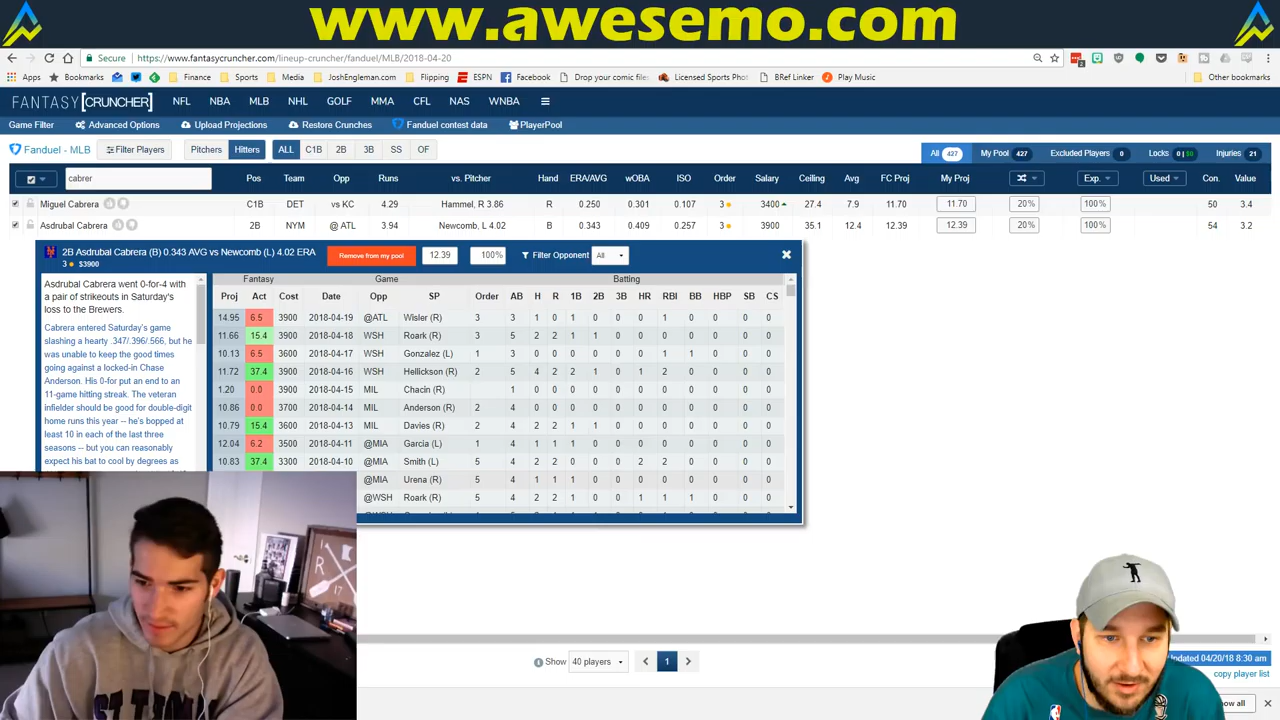 www.awesemo.com
Secure https://www.fantasycruncher.com/lineup-cruncher/fanduel/MLB/2018-04-20
Apps Bookmarks Finance Sports Media JoshEngleman.com Flipping ESPN Facebook Drop your comic files Licensed Sports Phot BRef Linker Play Music Other bookmarks
FANTASY[CRUNCHER] NFL NBA MLB NHL GOLF MMA CFL NAS WNBA
Game Filter Advanced Options Upload Projections Restore Crunches Fanduel contest data PlayerPool
Fanduel - MLB Filter Players Pitchers Hitters ALL C1B 2B 3B SS OF All 427 My Pool 427 Excluded Players 0 Locks 0 | $0 Injuries 21
cabrer Pos Team Opp Runs vs. Pitcher Hand ERA/AVG wOBA ISO Order Salary Ceiling Avg FC Proj My Proj Exp. Used Con. Value
Miguel Cabrera C1B DET vs KC 4.29 Hammel, R 3.86 R 0.250 0.301 0.107 3 3400 27.4 7.9 11.70 11.70 20% 100% 50 3.4
Asdrubal Cabrera 2B NYM @ ATL 3.94 Newcomb, L 4.02 B 0.343 0.409 0.257 3 3900 35.1 12.4 12.39 12.39 20% 100% 54 3.2
2B Asdrubal Cabrera (B) 0.343 AVG vs Newcomb (L) 4.02 ERA
3 $3900
Remove from my pool 12.39 100% Filter Opponent All
Asdrubal Cabrera went 0-for-4 with
a pair of strikeouts in Saturday's
loss to the Brewers.
Cabrera entered Saturday's game
slashing a hearty .347/.396/.566, but he
was unable to keep the good times
going against a locked-in Chase
Anderson. His 0-for put an end to an
11-game hitting streak. The veteran
infielder should be good for double-digit
home runs this year -- he's bopped at
least 10 in each of the last three
seasons -- but you can reasonably
expect his bat to cool by degrees as
Fantasy Game Batting
Proj Act Cost Date Opp SP Order AB H R 1B 2B 3B HR RBI BB HBP SB CS
14.95 6.5 3900 2018-04-19 @ATL Wisler (R) 3 3 1 0 1 0 0 0 1 0 0 0 0
11.66 15.4 3900 2018-04-18 WSH Roark (R) 3 5 2 2 1 1 0 0 0 0 0 0 0
10.13 6.5 3600 2018-04-17 WSH Gonzalez (L) 1 3 0 0 0 0 0 0 1 1 0 0 0
11.72 37.4 3900 2018-04-16 WSH Hellickson (R) 2 5 4 2 2 1 0 1 2 0 0 0 0
1.20 0.0 3900 2018-04-15 MIL Chacin (R) 1 0 0 0 0 0 0 0 0 0 0 0
10.86 0.0 3700 2018-04-14 MIL Anderson (R) 2 4 0 0 0 0 0 0 0 0 0 0 0
10.79 15.4 3600 2018-04-13 MIL Davies (R) 2 4 2 2 1 1 0 0 0 0 0 0 0
12.04 6.2 3500 2018-04-11 @MIA Garcia (L) 1 4 1 1 1 0 0 0 0 0 0 0 0
10.83 37.4 3300 2018-04-10 @MIA Smith (L) 5 4 2 2 0 0 0 2 2 0 0 0 0
@MIA Urena (R) 5 4 1 1 1 0 0 0 0 0 0 0 0
@WSH Roark (R) 5 4 2 2 1 0 0 1 1 0 0 0 0
Show 40 players 1
Updated 04/20/18 8:30 am
copy player list